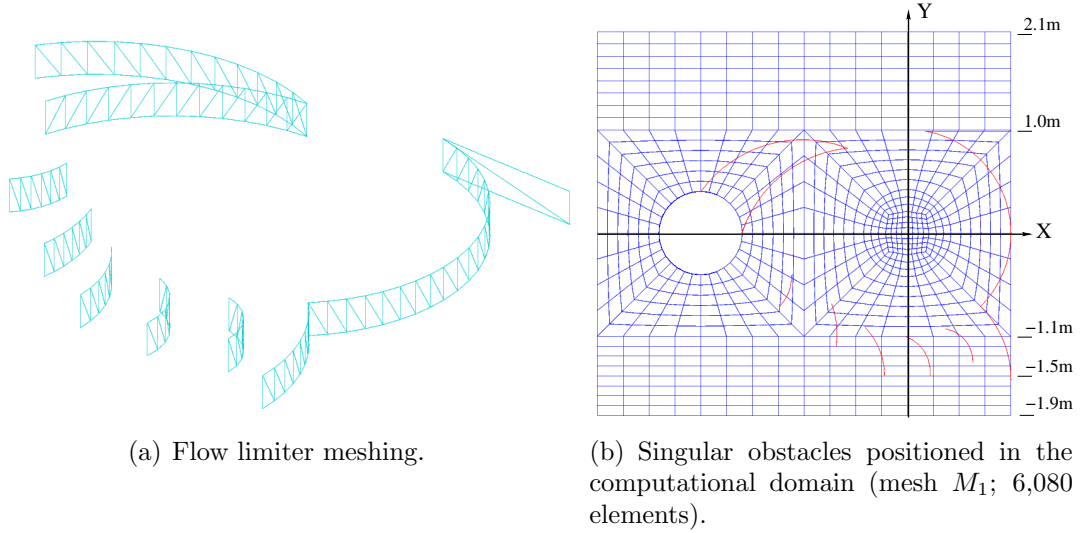 Y
2.1m
1.0m
X
−1.1m
−1.5m
−1.9m
(a) Flow limiter meshing.
(b) Singular obstacles positioned in the
computational domain (mesh M₁; 6,080
elements).